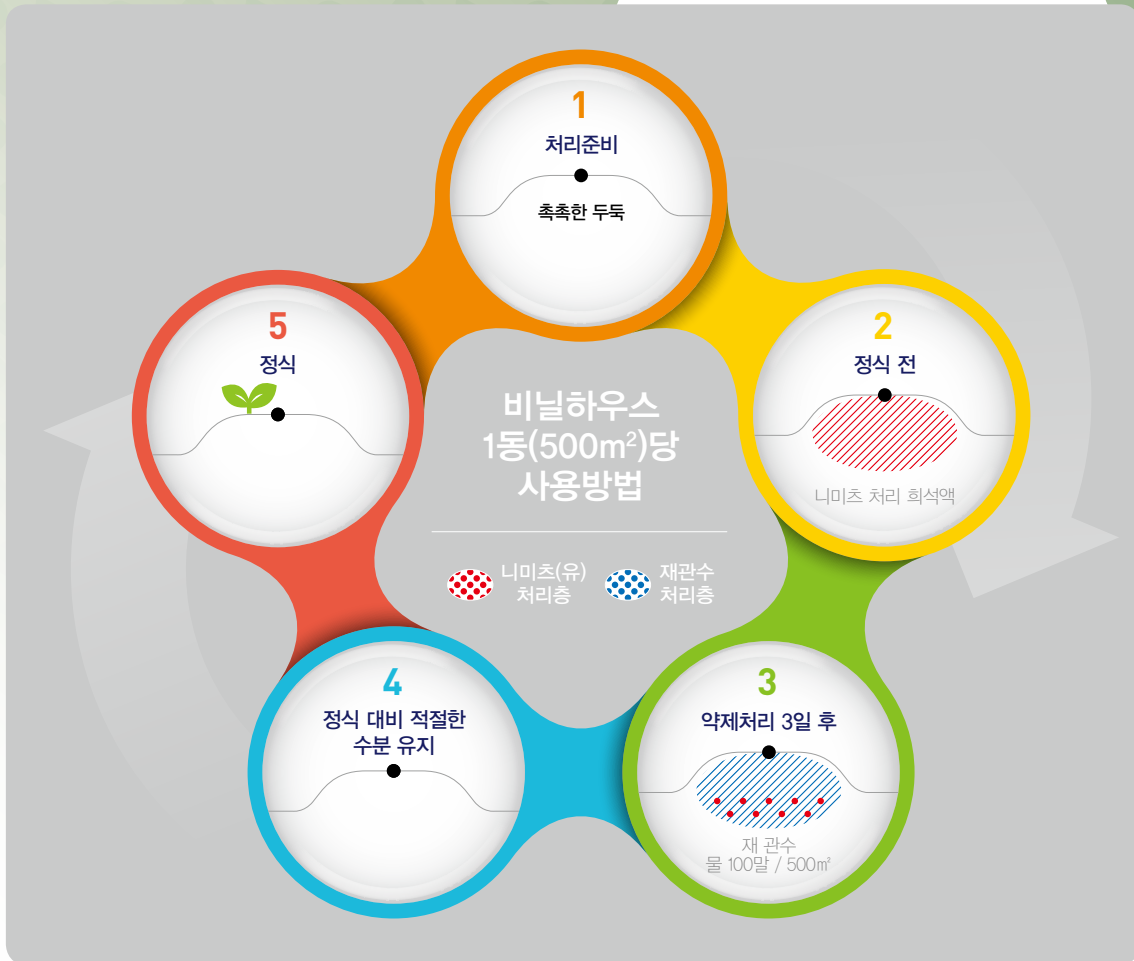 1
처리준비
촉촉한 두둑
2
정식 전
니미츠 처리 희석액
3
약제처리 3일 후
재 관수
물 100말 / 500㎡
4
정식 대비 적절한
수분 유지
5
정식
비닐하우스
1동(500m²)당
사용방법
니미츠(유)
처리층
재관수
처리층